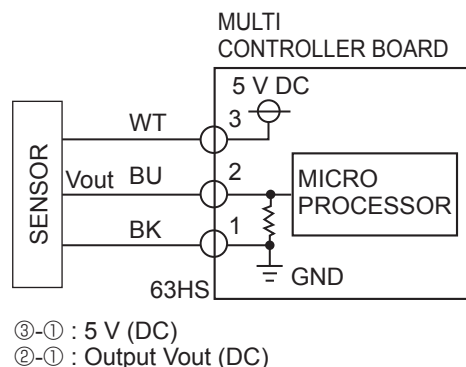 MULTI
CONTROLLER BOARD
5 V DC
WT
3
SENSOR
Vout BU
2
MICRO
PROCESSOR
BK
1
GND
63HS
③-① : 5 V (DC)
②-① : Output Vout (DC)